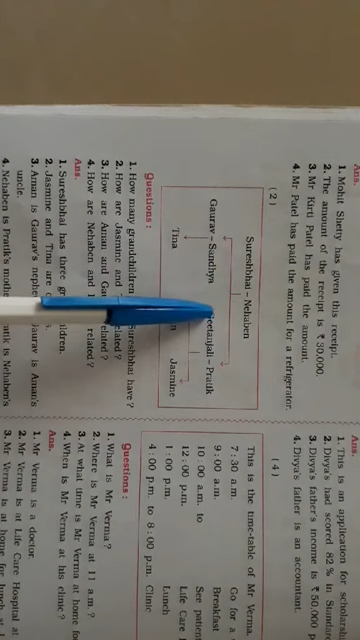 Ans.
1. Mohit Shetty has given this receipt.
2. The amount of the receipt is ₹ 30,000.
3. Mr Kurti Patel has paid the amount.
4. Mr Patel has paid the amount for a refrigerator.
(2)
Sureshbhai – Nehaben
Gaurav – Sandhya
Geetanjali – Pratik
Tina
Jasmine
Questions :
1. How many grandchildren Sureshbhai have ?
2. How are Jasmine and related ?
3. How are Aman and related ?
4. How are Nehaben and related ?
Ans.
1. Sureshbhai has three
2. Jasmine and Tina are
3. Aman is Gaurav's Gaurav is Aman's
uncle.
4. Nehaben is Pratik's is Nehaben's
Ans.
1. This is an application for
2. Divya's had scored 82% in
3. Divya's father's income is ₹ 50,000
4. Divya's father is an accountant.
(4)
This is the time-table of Mr Verma.
7 : 30 a.m. Go for a
9 : 00 a.m. Breakfast
10 : 00 a.m. to See
12 : 00 p.m. Life Care
1 : 00 p.m. Lunch
4 : 00 p.m. to 8 : 00 p.m. Clinic
Questions :
1. What is Mr Verma ?
2. Where is Mr Verma at 11 a.m. ?
3. At what time is Mr Verma at home
4. When is Mr Verma at his clinic ?
Ans.
1. Mr Verma is a doctor.
2. Mr Verma is at Life Care Hospital at
3. Mr Verma is at home for lunch at